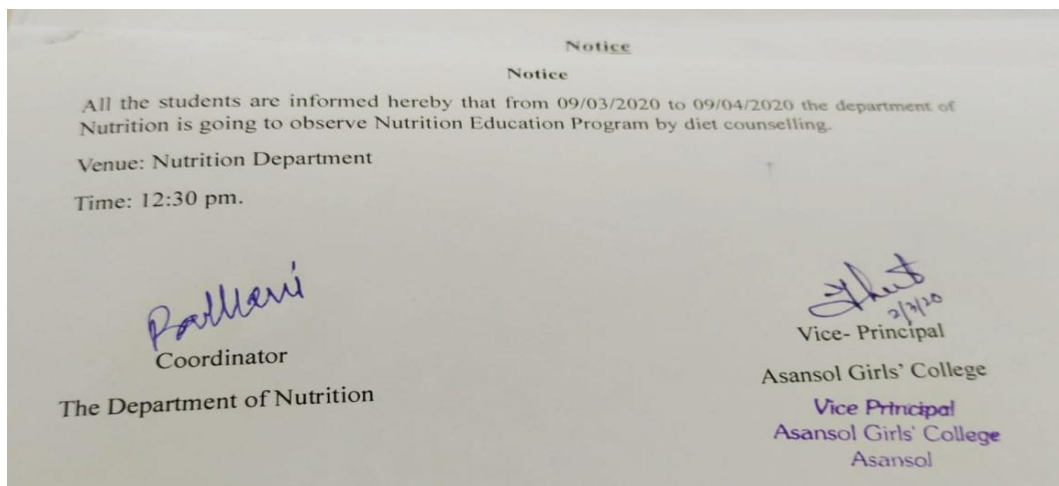 Notice
Notice
All the students are informed hereby that from 09/03/2020 to 09/04/2020 the department of
Nutrition is going to observe Nutrition Education Program by diet counselling.
Venue: Nutrition Department
Time: 12:30 pm.
2/3/20
Coordinator
The Department of Nutrition
Vice- Principal
Asansol Girls' College
Vice Principal
Asansol Girls' College
Asansol